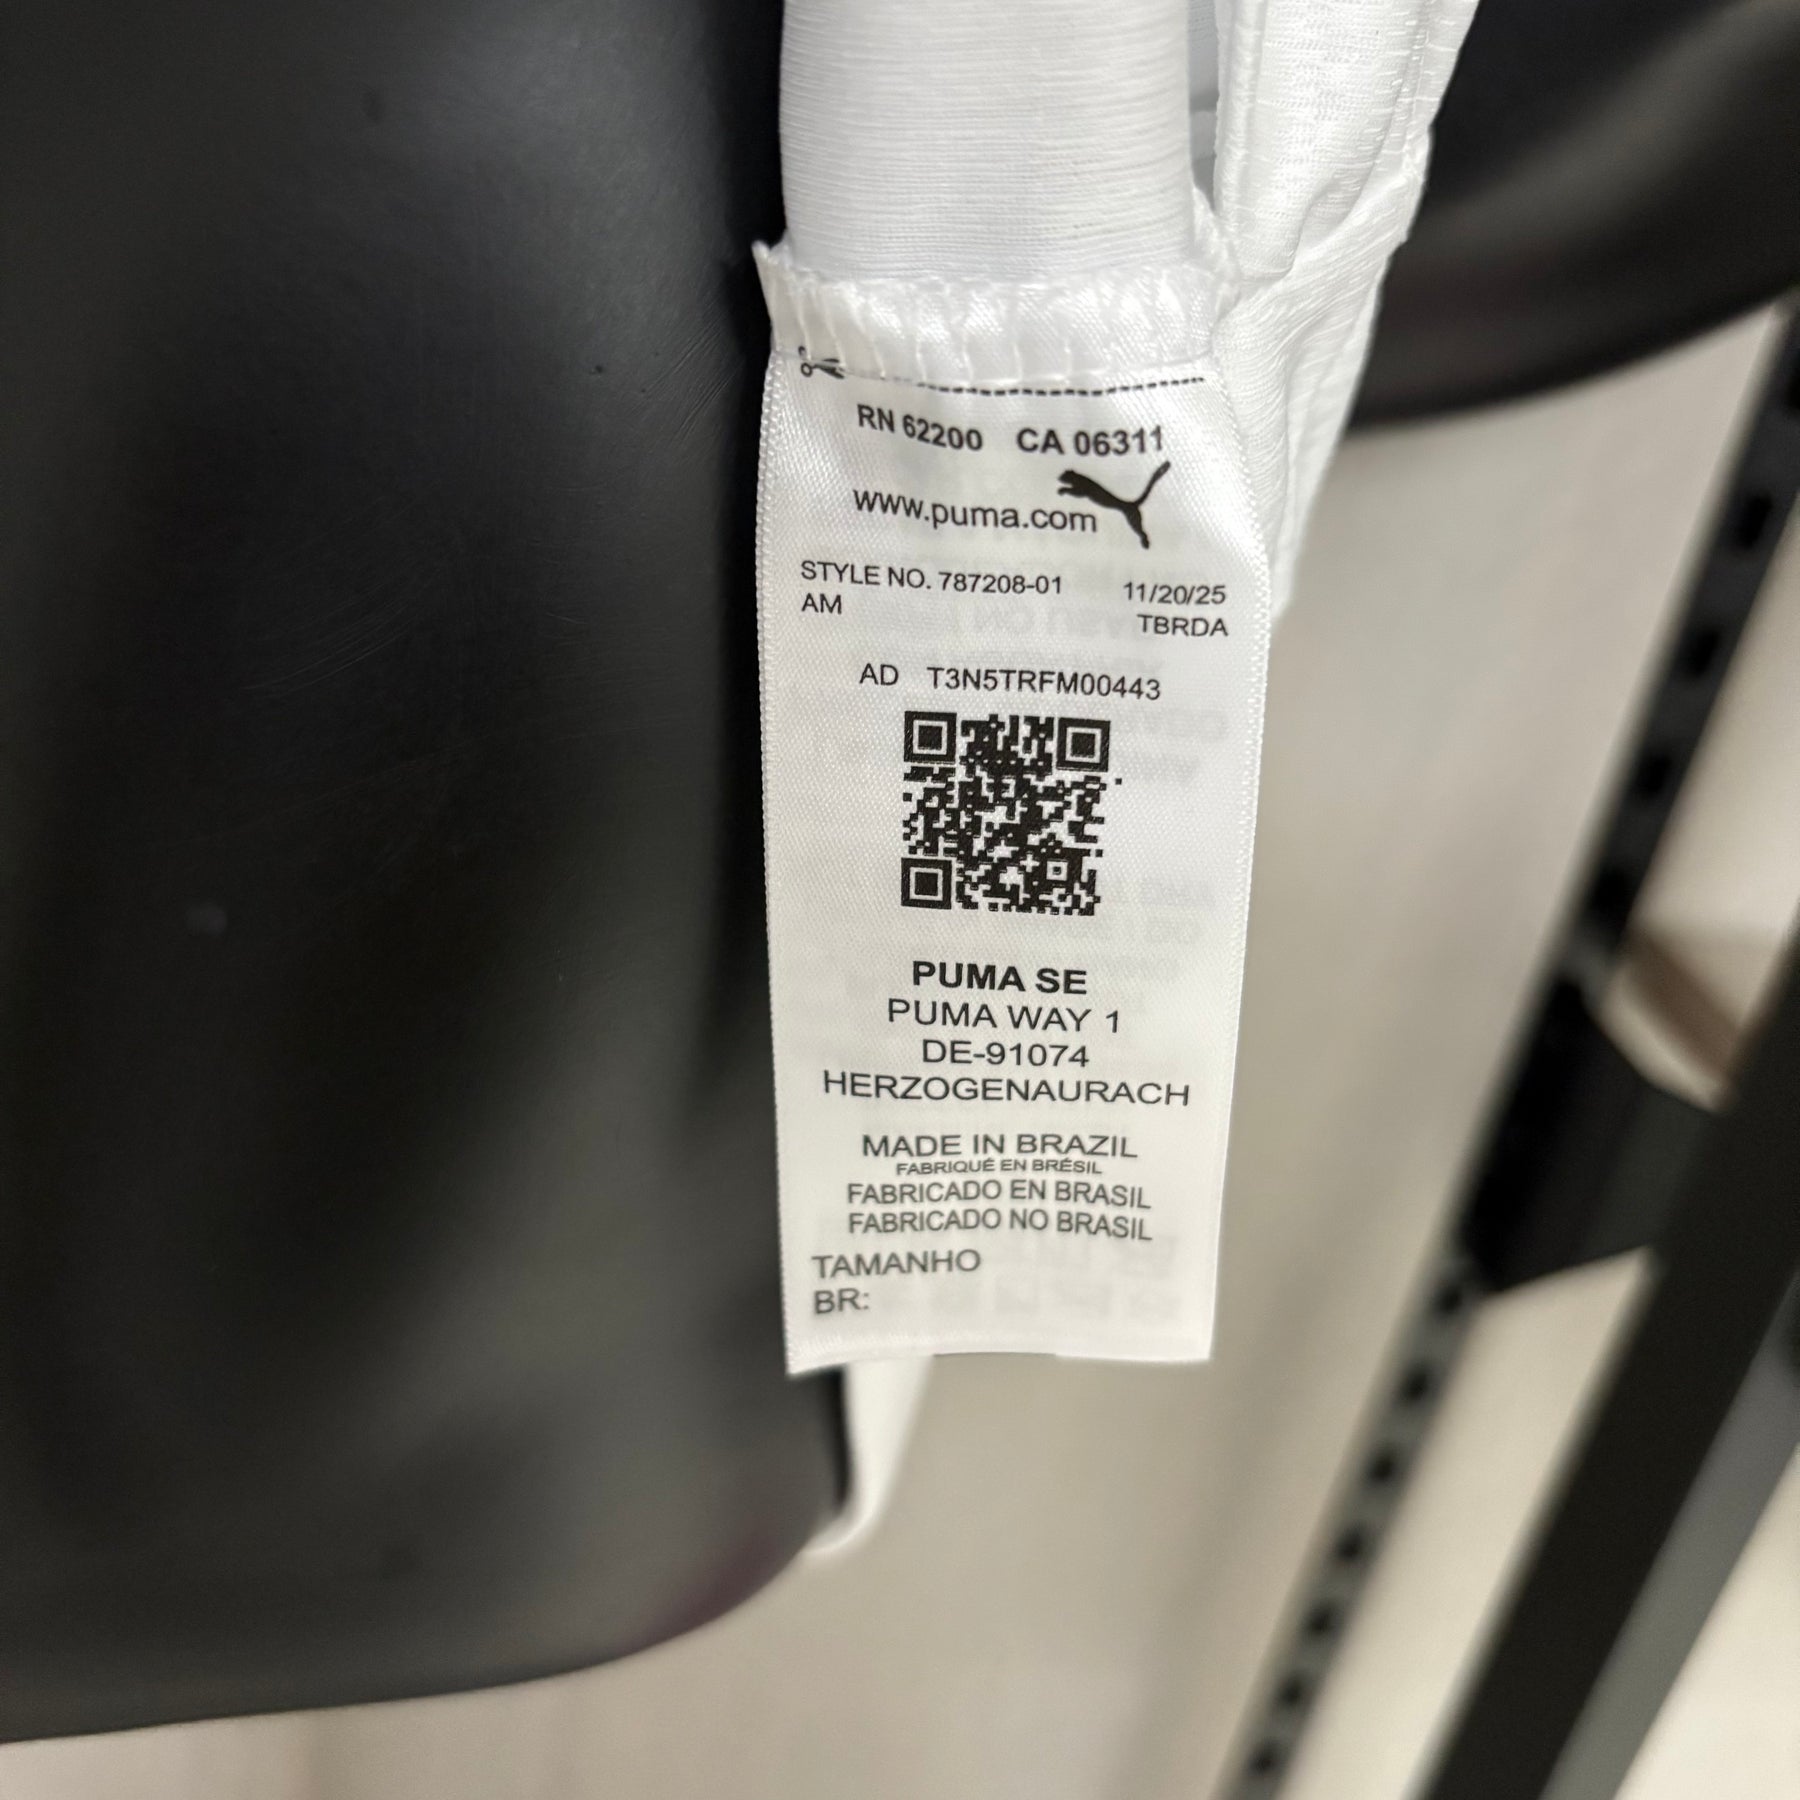 RN 62200 CA 06311
www.puma.com
STYLE NO. 787208-01 11/20/25
AM TBRDA
AD T3N5TRFM00443
PUMA SE
PUMA WAY 1
DE-91074
HERZOGENAURACH
MADE IN BRAZIL
FABRIQUÉ EN BRÉSIL
FABRICADO EN BRASIL
FABRICADO NO BRASIL
TAMANHO
BR: